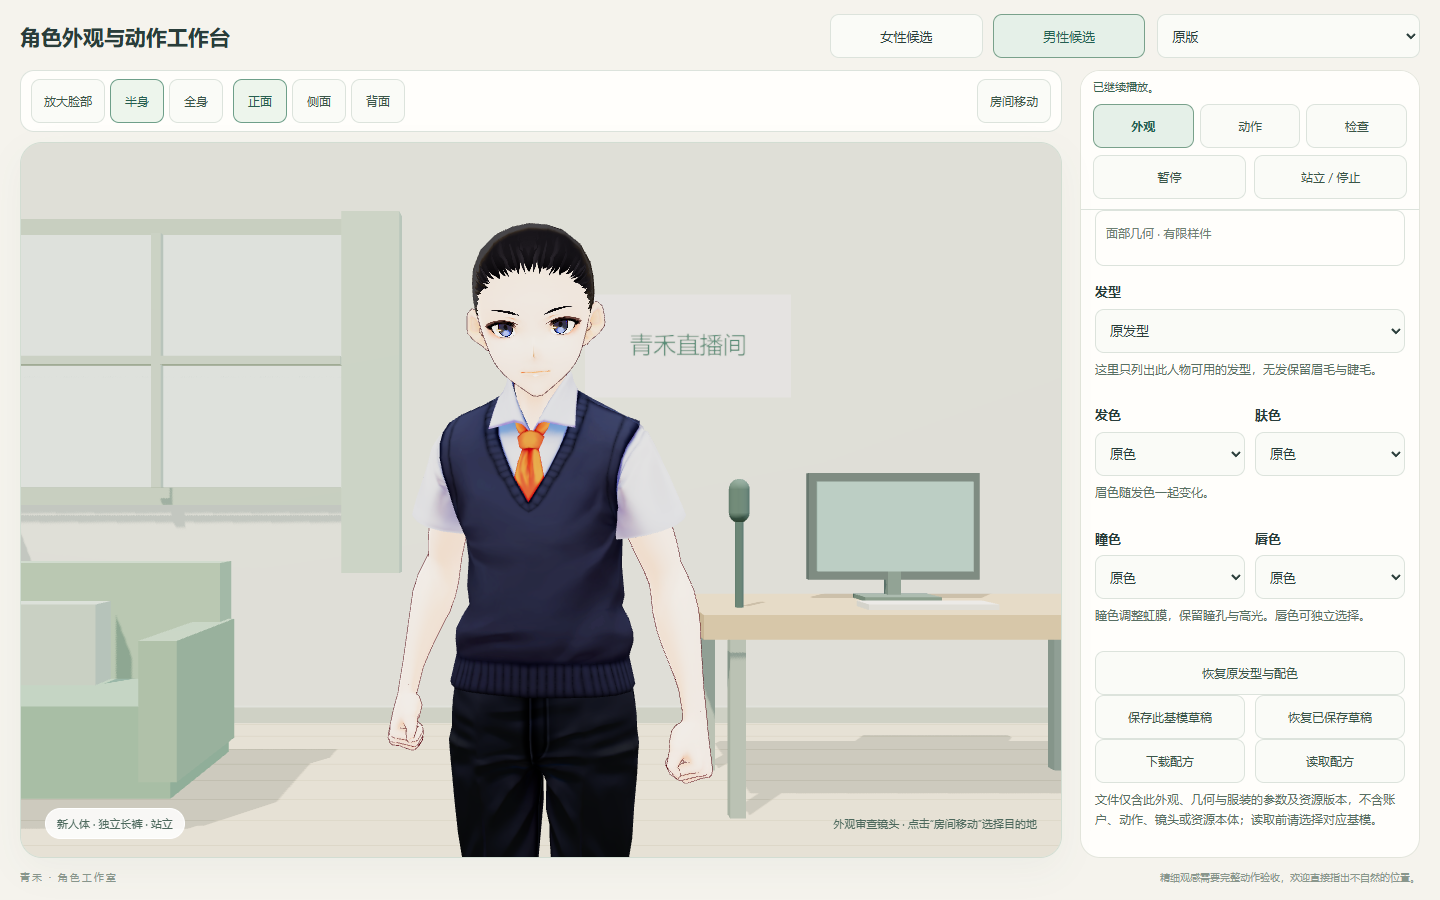 角色外观与动作工作台
女性候选
男性候选
原版
放大脸部
半身
全身
正面
侧面
背面
房间移动
青禾直播间
新人体 · 独立长裤 · 站立
外观审查镜头 · 点击“房间移动”选择目的地
已继续播放。
外观
动作
检查
暂停
站立 / 停止
面部几何 · 有限样件
发型
原发型
这里只列出此人物可用的发型，无发保留眉毛与睫毛。
发色
肤色
原色
原色
眉色随发色一起变化。
瞳色
唇色
原色
原色
瞳色调整虹膜，保留瞳孔与高光。唇色可独立选择。
恢复原发型与配色
保存此基模草稿
恢复已保存草稿
下载配方
读取配方
文件仅含此外观、几何与服装的参数及资源版本，不含账
户、动作、镜头或资源本体；读取前请选择对应基模。
青禾 · 角色工作室
精细观感需要完整动作验收，欢迎直接指出不自然的位置。